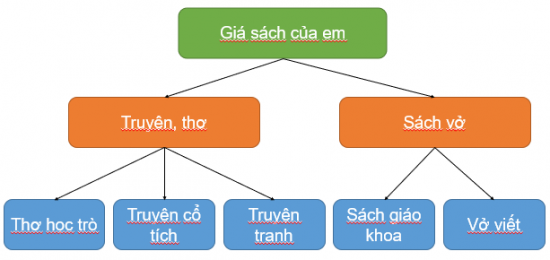 Giá sách của em
Truyện, thơ
Sách vở
Thơ học trò
Truyện cổ
tích
Truyện
tranh
Sách giáo
khoa
Vở viết